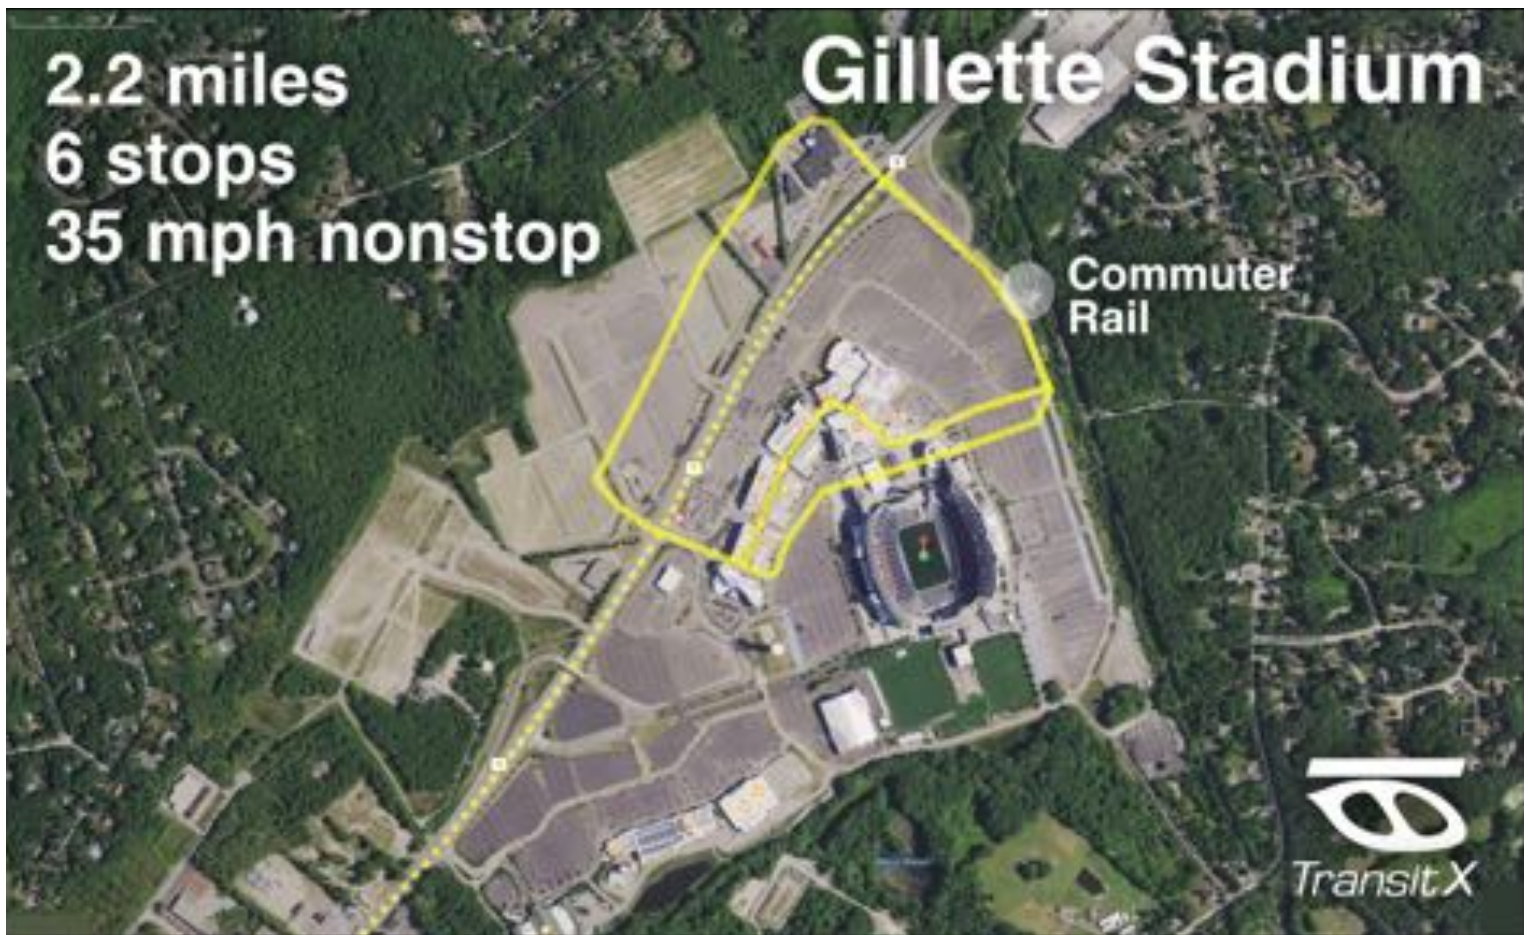 2.2 miles
6 stops
35 mph nonstop
Gillette Stadium
Commuter
Rail
TransitX